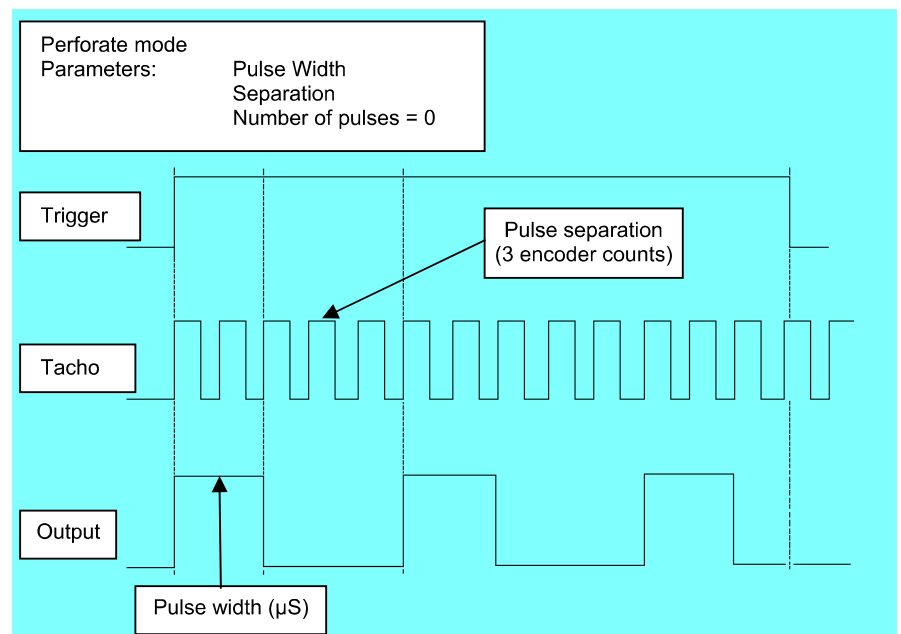 Perforate mode
Parameters: Pulse Width
Separation
Number of pulses = 0
Trigger
Pulse separation
(3 encoder counts)
Tacho
Output
Pulse width (µS)